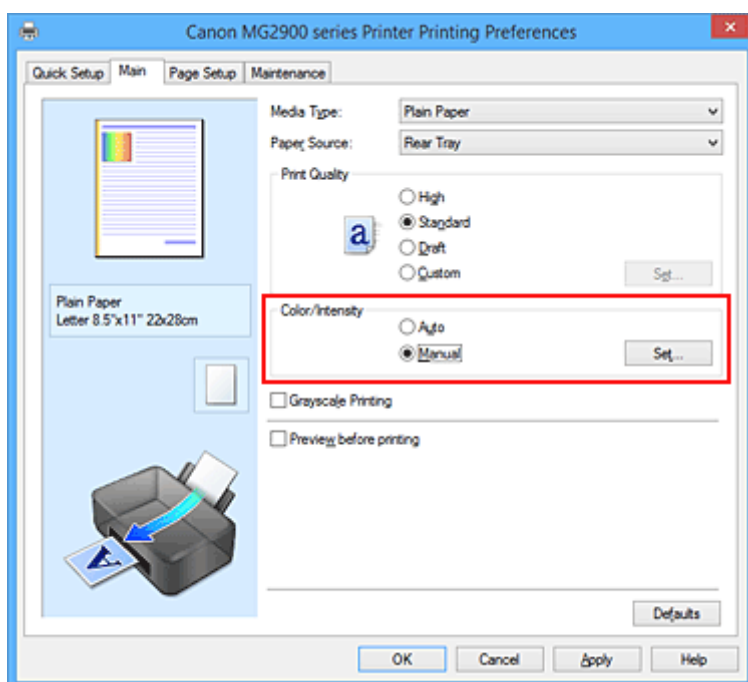 Canon MG2900 series Printer Printing Preferences
Quick Setup Main Page Setup Maintenance
Media Type: Plain Paper
Paper Source: Rear Tray
Print Quality
High
a
Standard
Draft
Custom Set...
Plain Paper
Letter 8.5"x11" 22x28cm
Color/Intensity
Auto
Manual Set...
Grayscale Printing
Preview before printing
A
Defaults
OK Cancel Apply Help